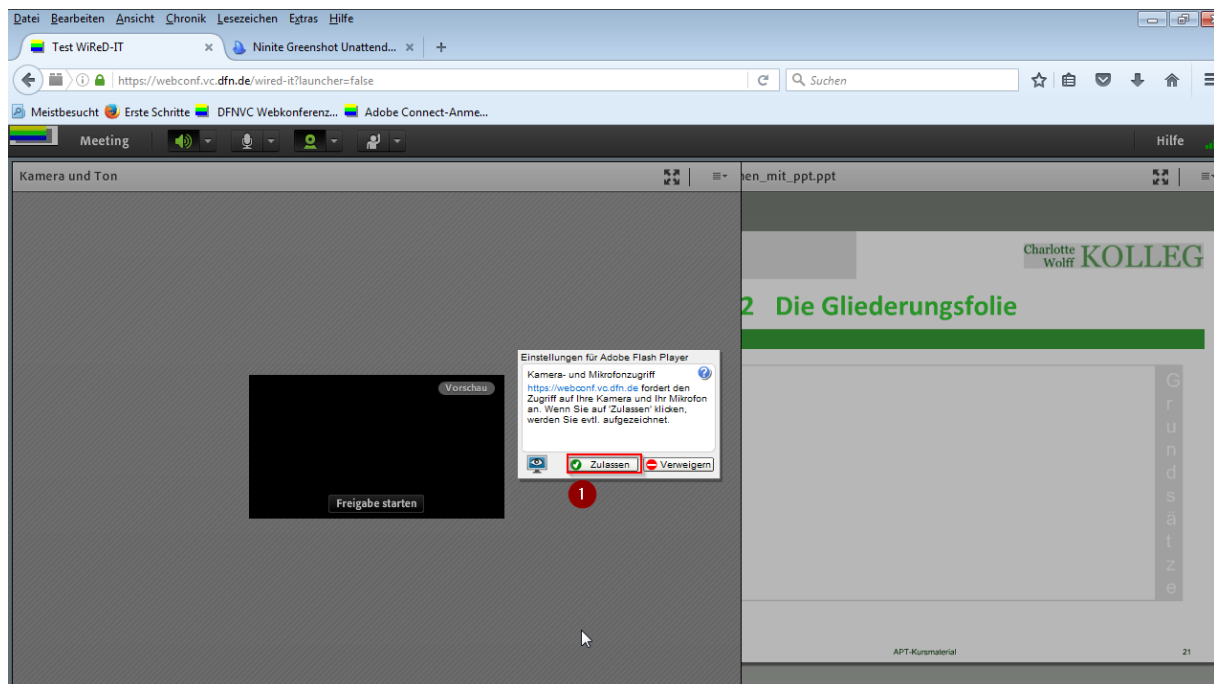 Datei Bearbeiten Ansicht Chronik Lesezeichen Extras Hilfe
Test WiReD-IT
Ninite Greenshot Unattend...
https://webconf.vc.dfn.de/wired-it?launcher=false
Suchen
Meistbesucht Erste Schritte DFNVC Webkonferenz... Adobe Connect-Anme...
Meeting
Hilfe
Kamera und Ton
en_mit_ppt.ppt
Charlotte
Wolff KOLLEG
2 Die Gliederungsfolie
Einstellungen für Adobe Flash Player
Kamera- und Mikrofonzugriff
https://webconf.vc.dfn.de fordert den
Zugriff auf Ihre Kamera und Ihr Mikrofon
an. Wenn Sie auf 'Zulassen' klicken,
werden Sie evtl. aufgezeichnet.
Zulassen Verweigern
1
Vorschau
Freigabe starten
Grundsätze
APT-Kursmaterial
21